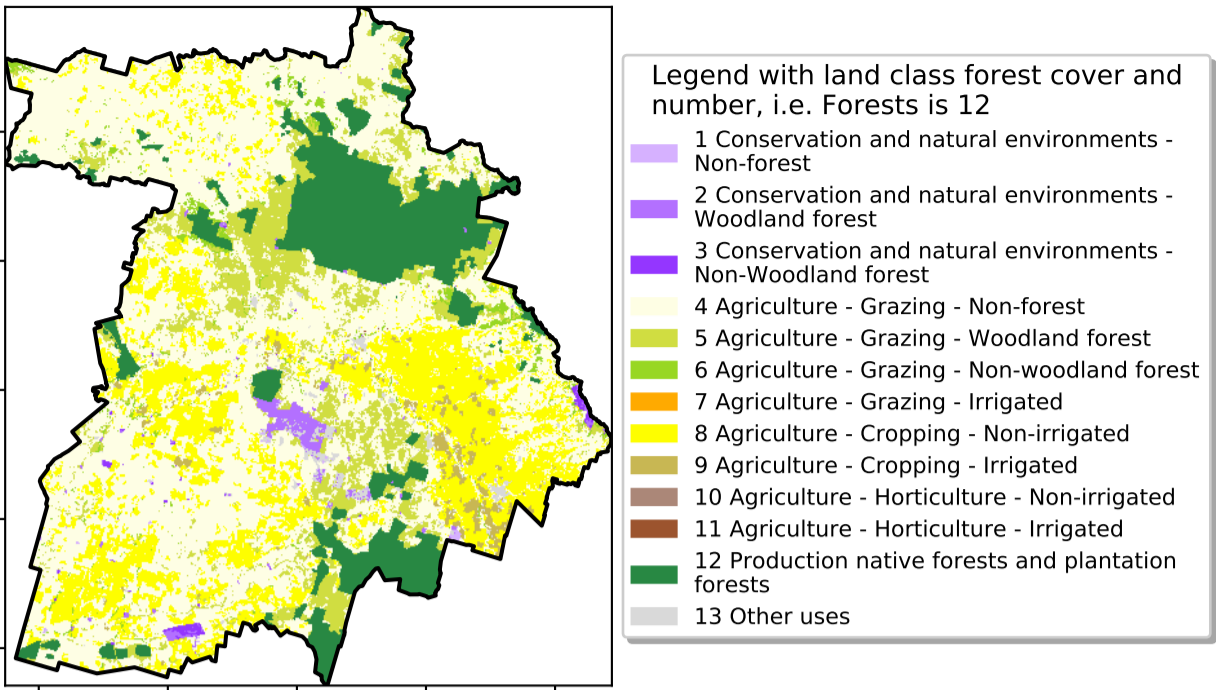 Legend with land class forest cover and
number, i.e. Forests is 12
1 Conservation and natural environments -
Non-forest
2 Conservation and natural environments -
Woodland forest
3 Conservation and natural environments -
Non-Woodland forest
4 Agriculture - Grazing - Non-forest
5 Agriculture - Grazing - Woodland forest
6 Agriculture - Grazing - Non-woodland forest
7 Agriculture - Grazing - Irrigated
8 Agriculture - Cropping - Non-irrigated
9 Agriculture - Cropping - Irrigated
10 Agriculture - Horticulture - Non-irrigated
11 Agriculture - Horticulture - Irrigated
12 Production native forests and plantation
forests
13 Other uses